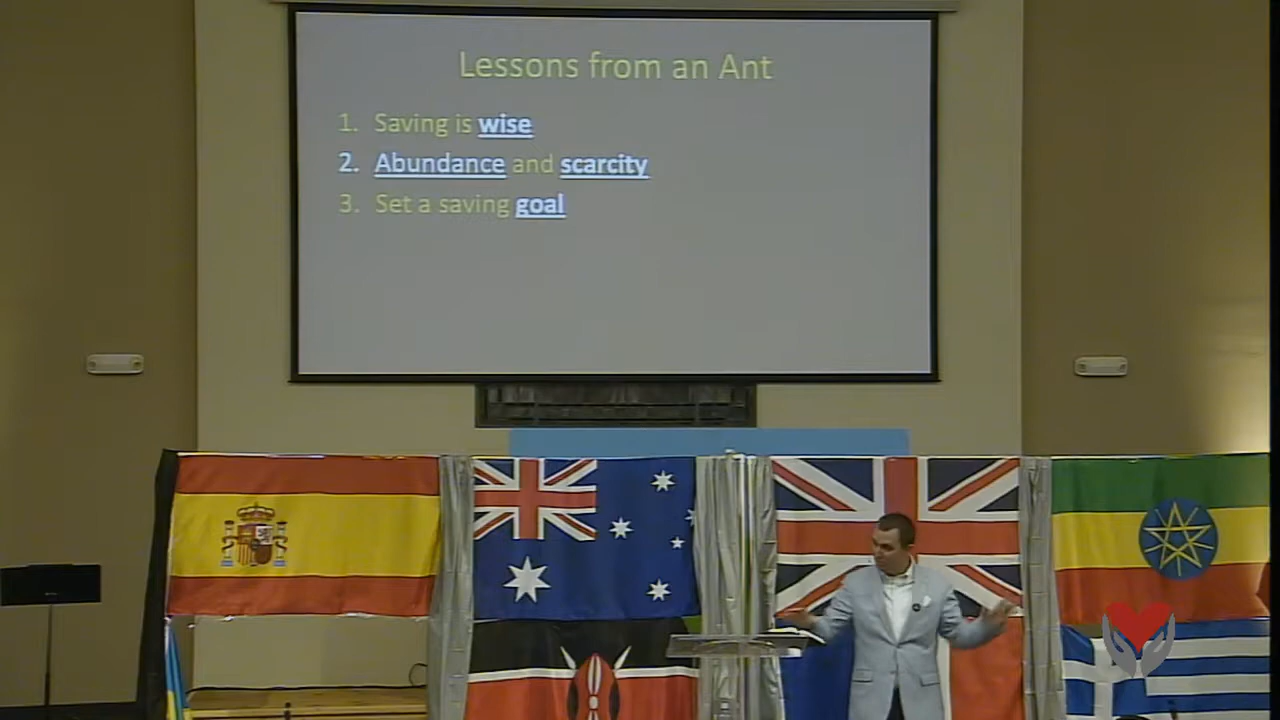 Lessons from an Ant
1. Saving is wise
2. Abundance and scarcity
3. Set a saving goal